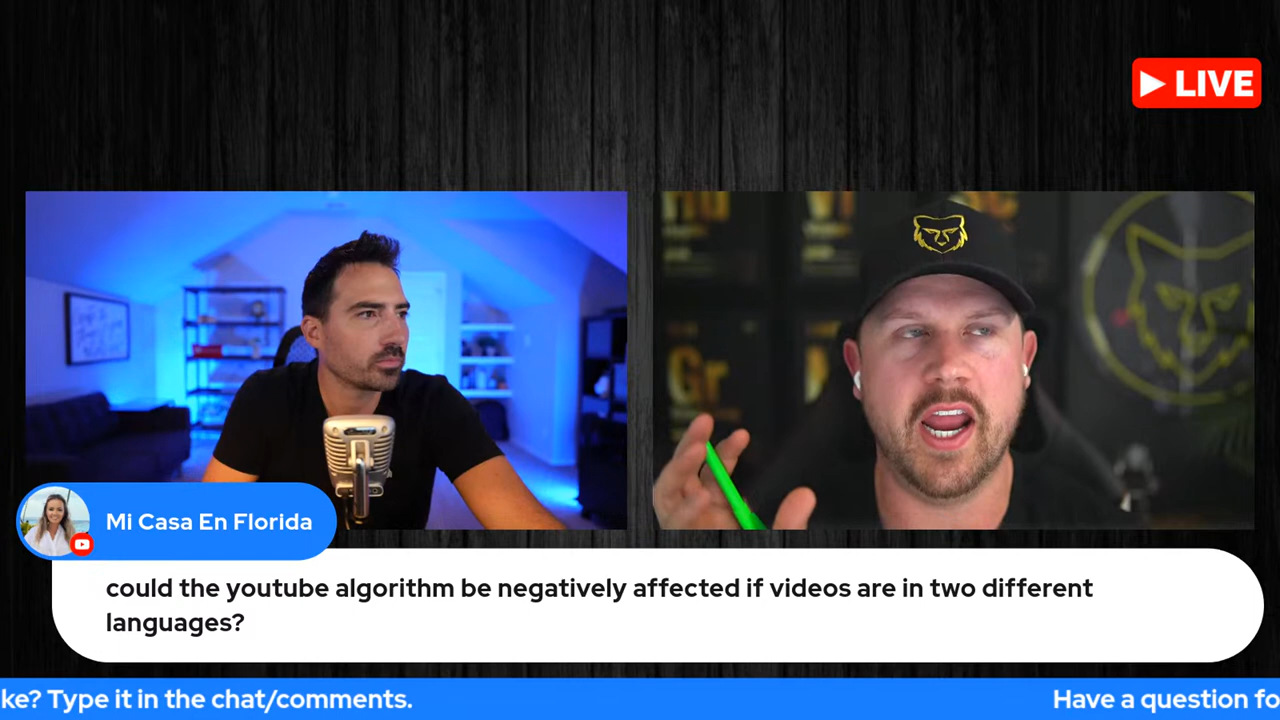 LIVE
Gr
Mi Casa En Florida
could the youtube algorithm be negatively affected if videos are in two different
languages?
ke? Type it in the chat/comments.
Have a question fo